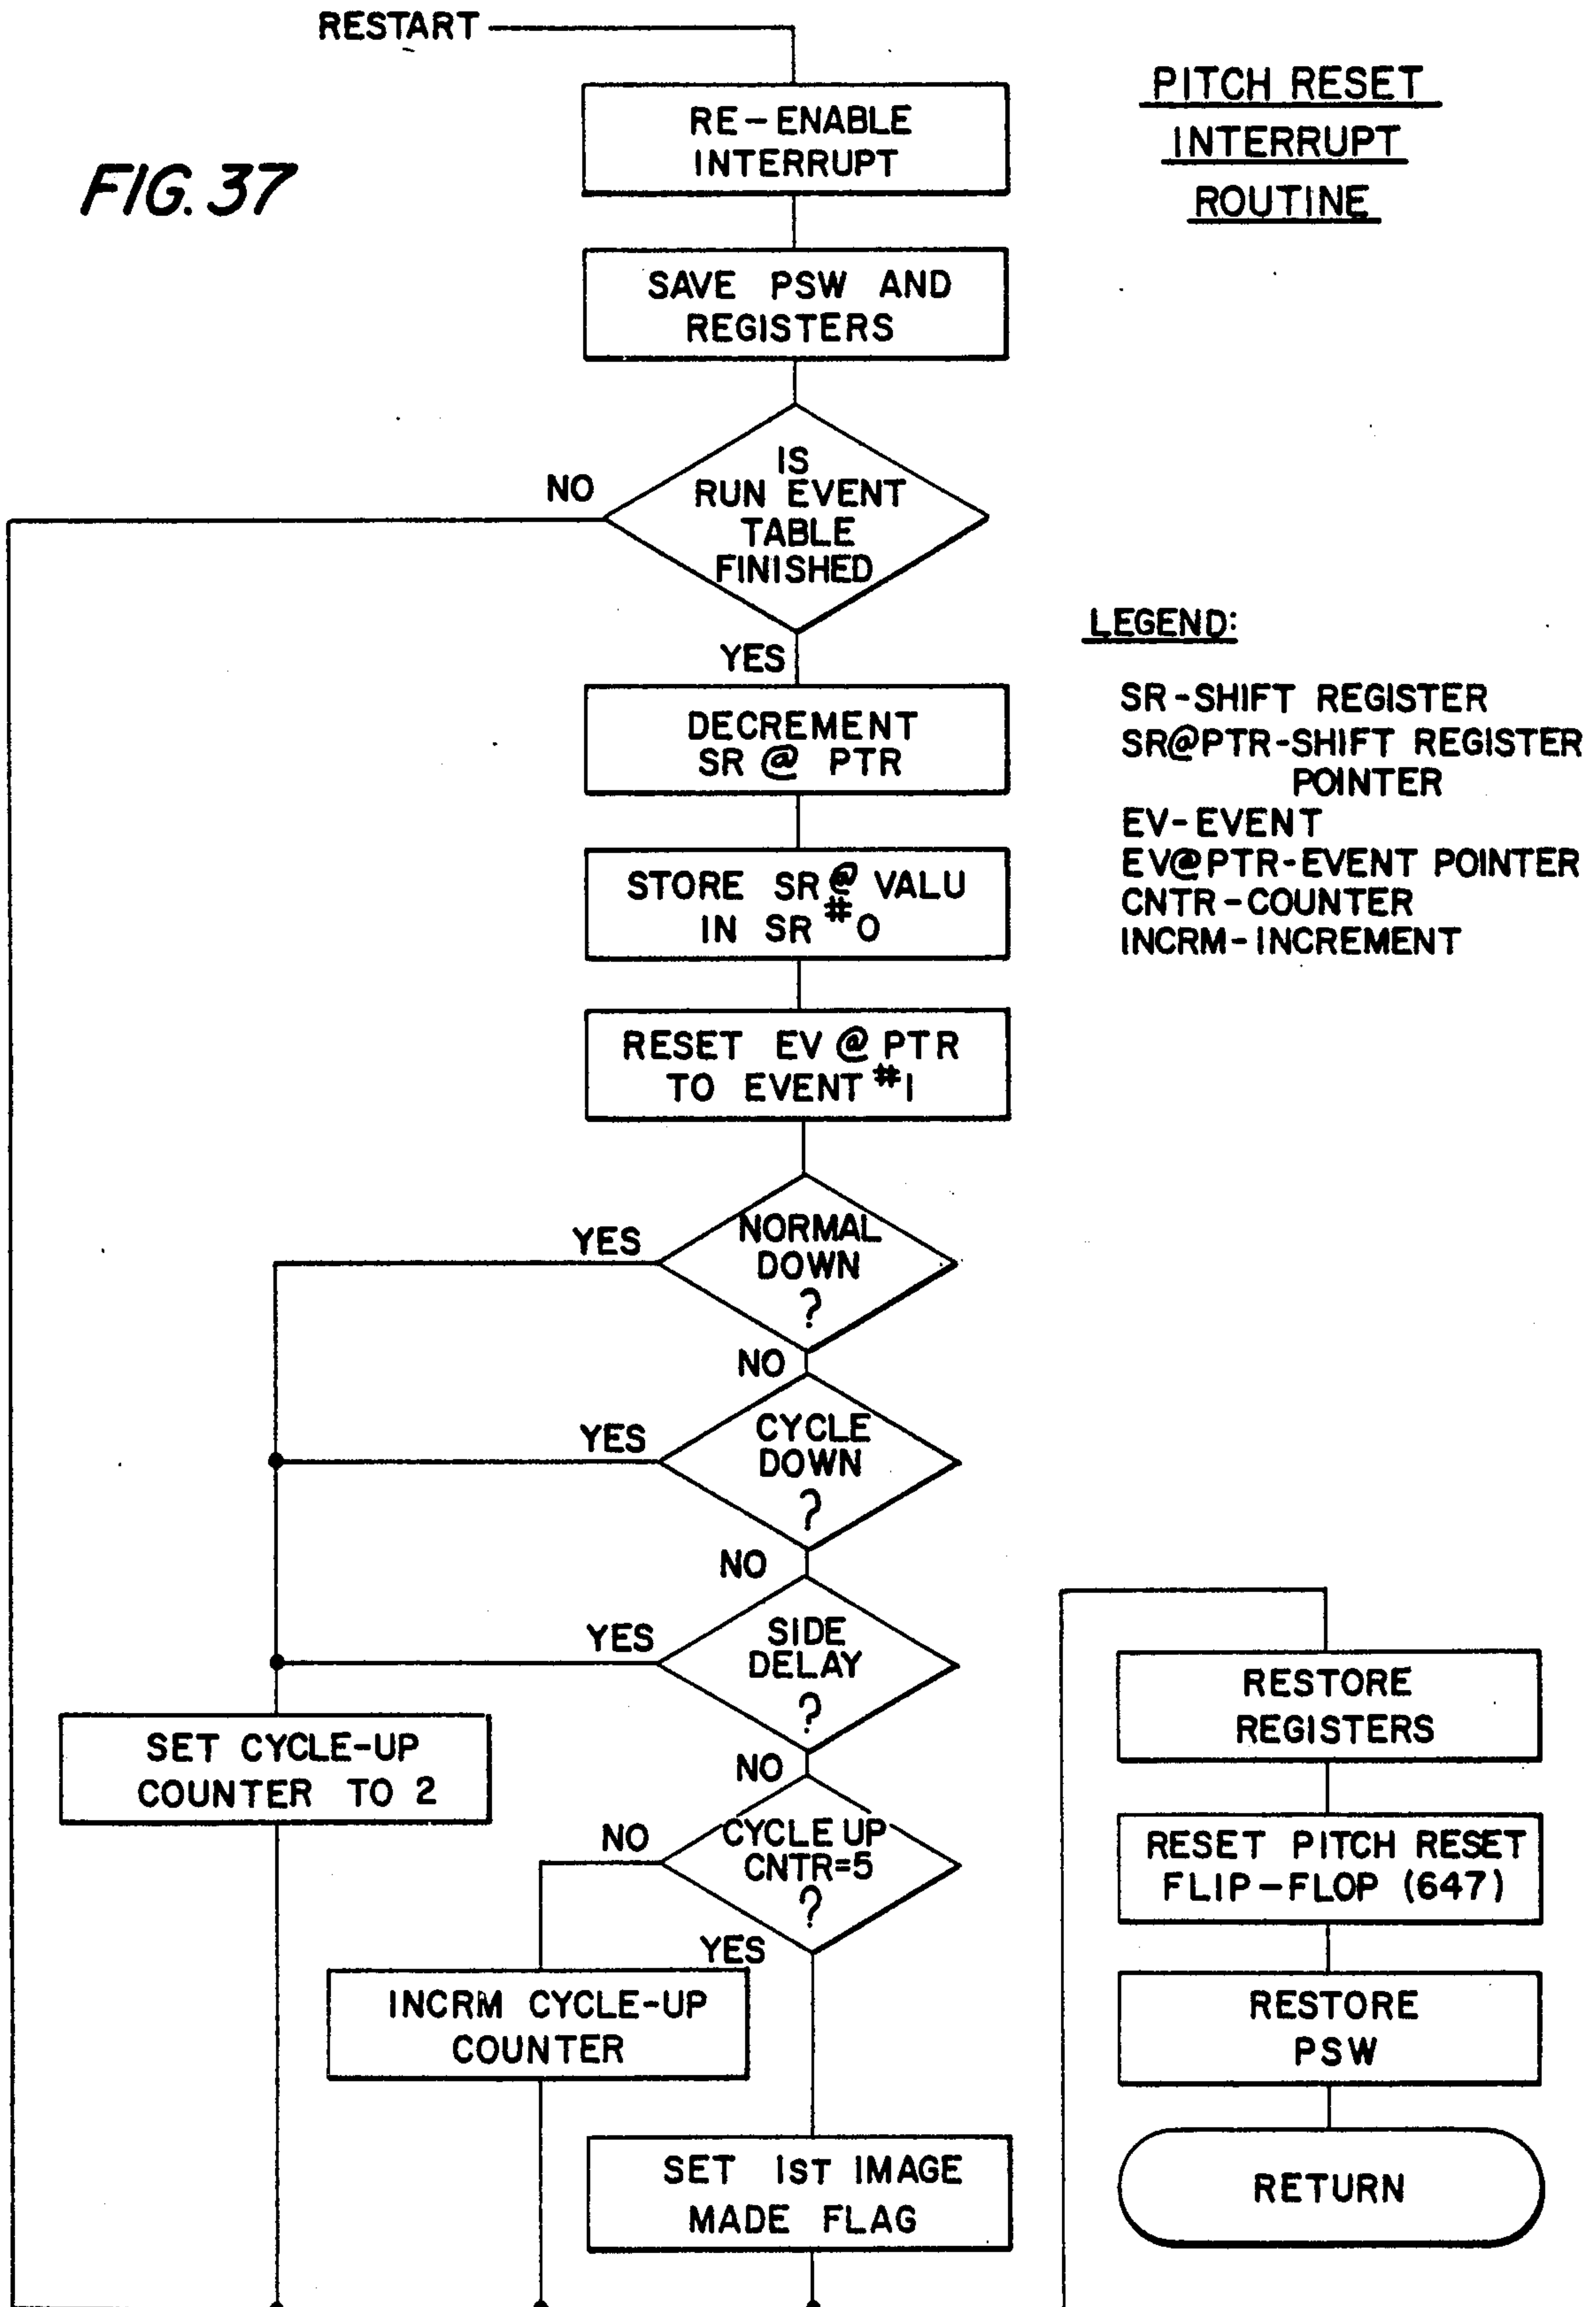 RESTART
PITCH RESET
INTERRUPT
ROUTINE
FIG. 37
RE-ENABLE
INTERRUPT
SAVE PSW AND
REGISTERS
IS
RUN EVENT
TABLE
FINISHED
NO
YES
LEGEND:
SR-SHIFT REGISTER
SR@PTR-SHIFT REGISTER
POINTER
EV-EVENT
EV@PTR-EVENT POINTER
CNTR-COUNTER
INCRM-INCREMENT
DECREMENT
SR @ PTR
STORE SR @ VALU
IN SR #0
RESET EV @ PTR
TO EVENT #1
NORMAL
DOWN
?
YES
NO
CYCLE
DOWN
?
YES
NO
SIDE
DELAY
?
YES
NO
SET CYCLE-UP
COUNTER TO 2
CYCLE UP
CNTR=5
?
NO
YES
INCRM CYCLE-UP
COUNTER
SET 1ST IMAGE
MADE FLAG
RESTORE
REGISTERS
RESET PITCH RESET
FLIP-FLOP (647)
RESTORE
PSW
RETURN